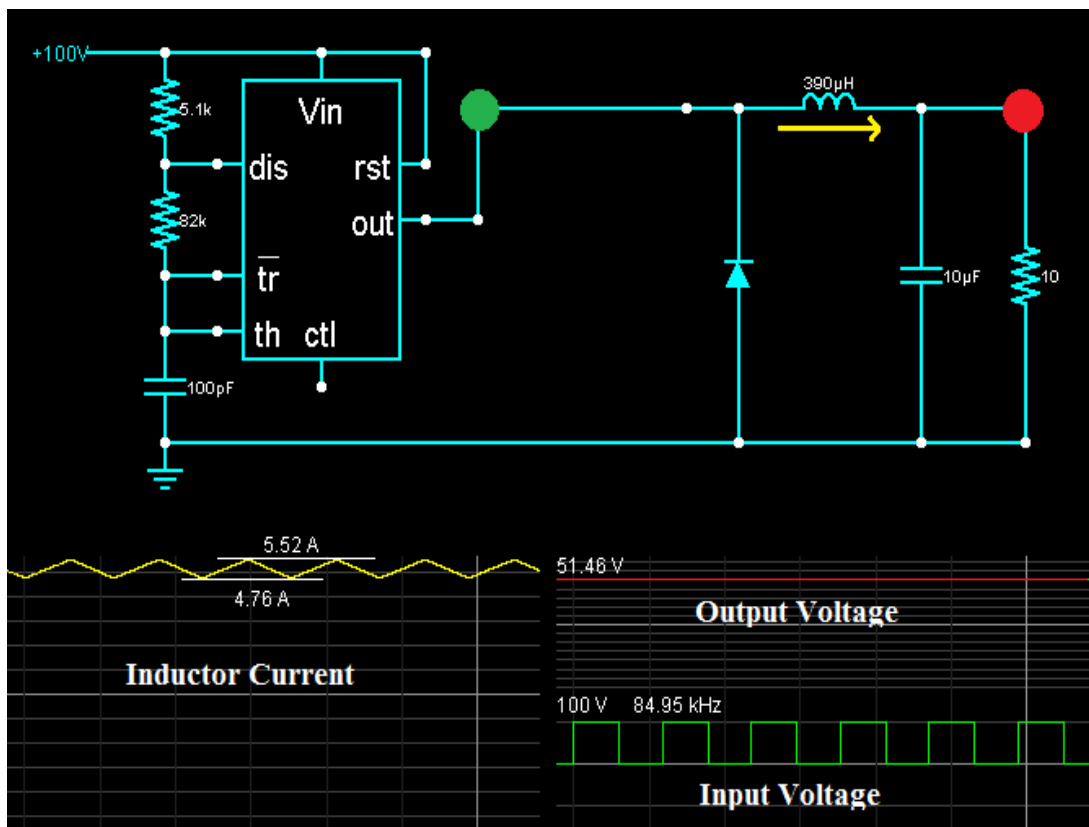 +100V
5.1k
82k
100pF
Vin
dis
rst
out
tr
th
ctl
390µH
10µF
10
5.52 A
4.76 A
Inductor Current
51.46 V
Output Voltage
100 V 84.95 kHz
Input Voltage